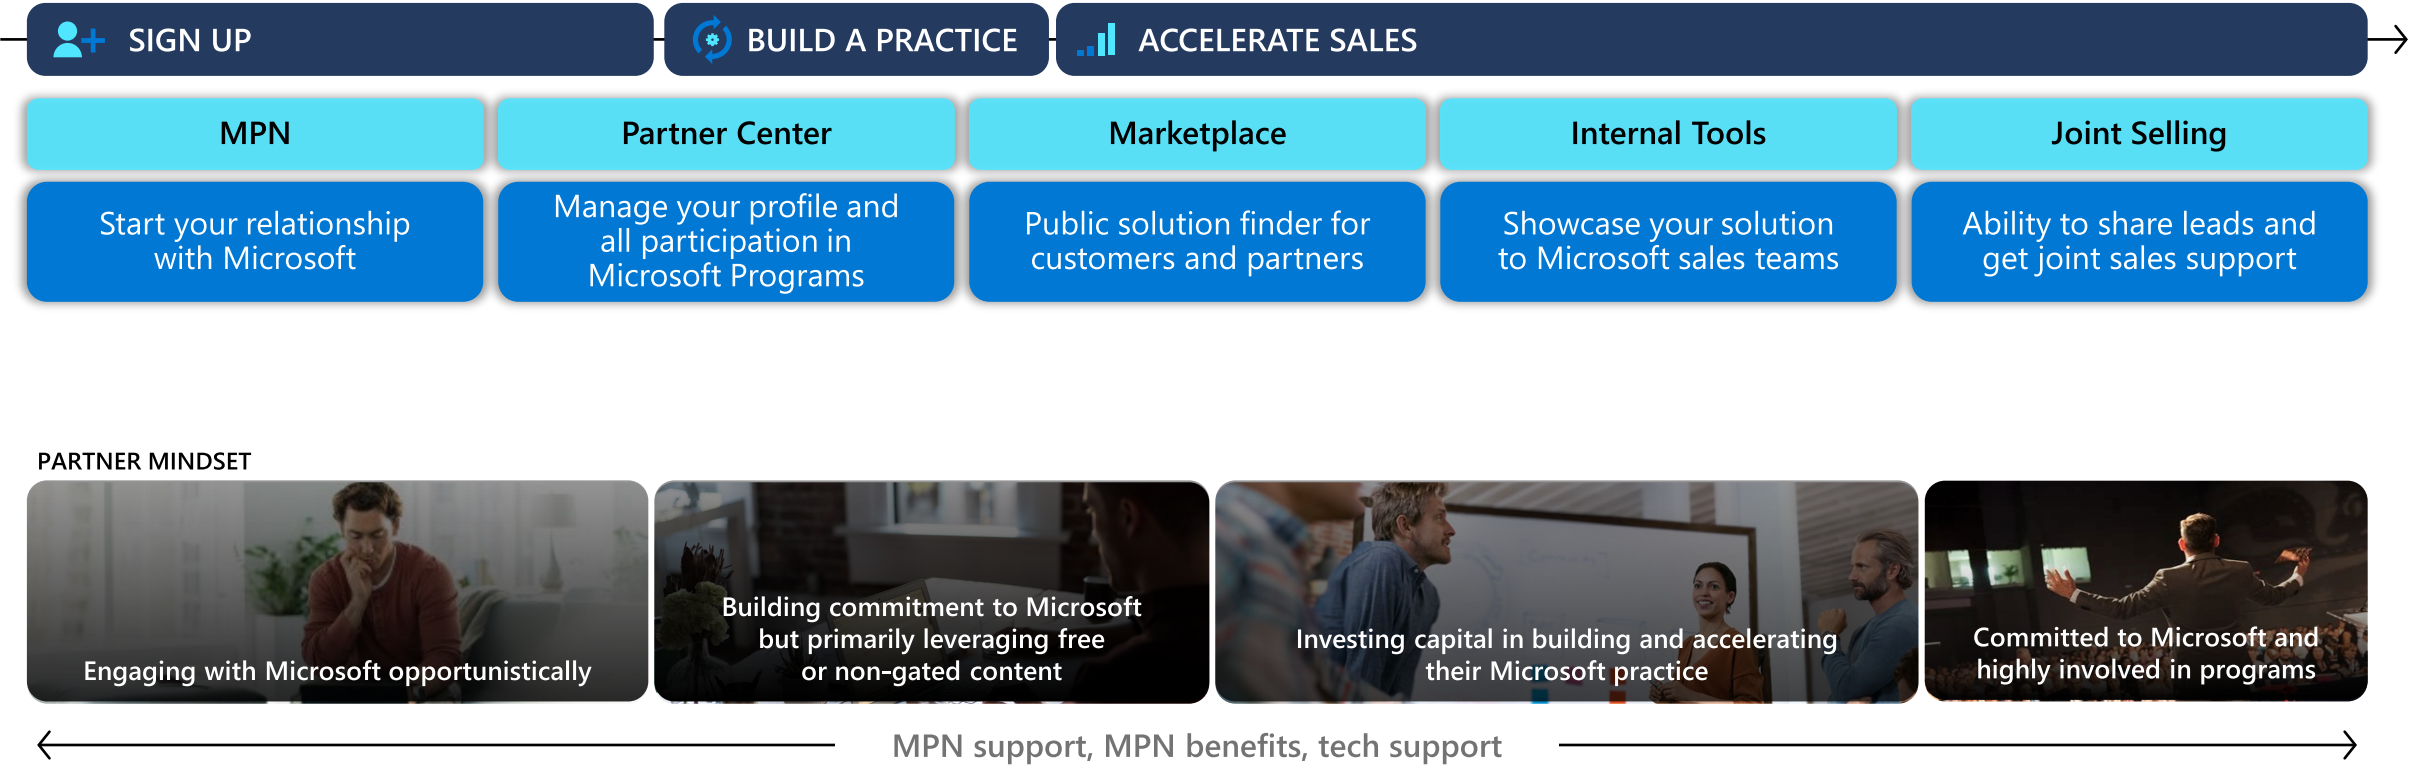 SIGN UP
BUILD A PRACTICE
ACCELERATE SALES
MPN
Partner Center
Marketplace
Internal Tools
Joint Selling
Start your relationship
with Microsoft
Manage your profile and
all participation in
Microsoft Programs
Public solution finder for
customers and partners
Showcase your solution
to Microsoft sales teams
Ability to share leads and
get joint sales support
PARTNER MINDSET
Engaging with Microsoft opportunistically
Building commitment to Microsoft
but primarily leveraging free
or non-gated content
Investing capital in building and accelerating
their Microsoft practice
Committed to Microsoft and
highly involved in programs
MPN support, MPN benefits, tech support